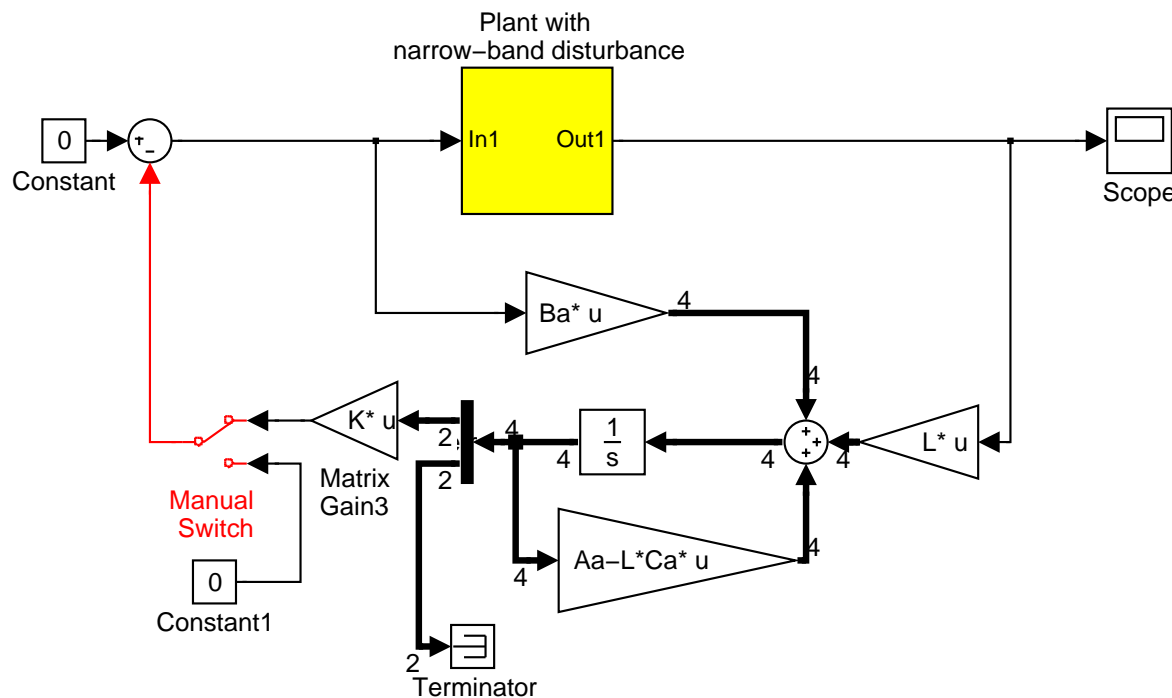 Plant with
narrow−band disturbance
0
+
−
In1
Out1
Constant
Scope
Ba* u
4
4
K* u
2
2
4
4
1
s
4
+
+
+
4
L* u
Matrix
Gain3
Manual
Switch
4
Aa−L*Ca* u
4
0
Constant1
2
Terminator